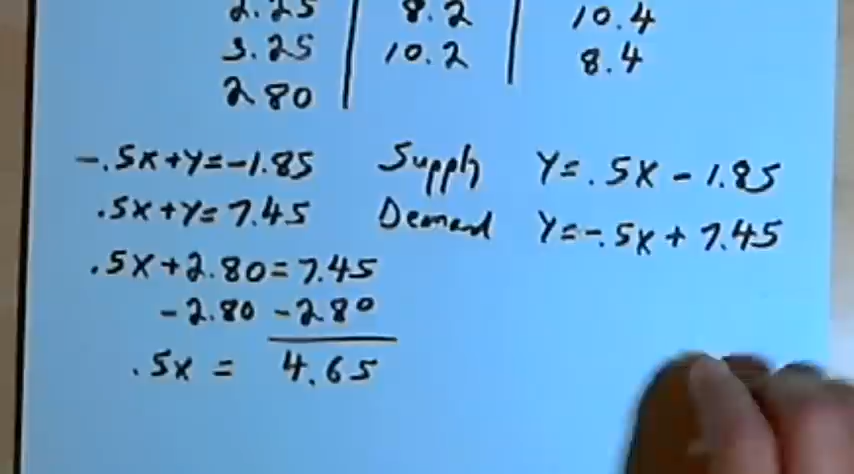 2.25 8.2 10.4
3.25 10.2 8.4
2 80
-.5x+y=-1.85 Supply y=.5x-1.85
.5x+y=7.45 Demand y=-.5x+7.45
.5x+2.80=7.45
-2.80 -2.80
.5x = 4.65